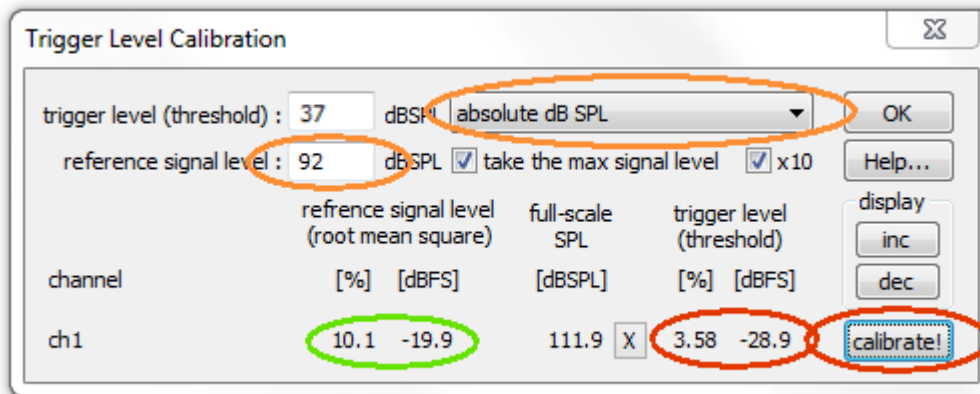 Trigger Level Calibration
trigger level (threshold) : 37 dBSPL absolute dB SPL OK
reference signal level : 92 dBSPL take the max signal level x10 Help...
refrence signal level full-scale trigger level display
(root mean square) SPL (threshold) inc
channel [%] [dBFS] [dBSPL] [%] [dBFS] dec
ch1 10.1 -19.9 111.9 X 3.58 -28.9 calibrate!